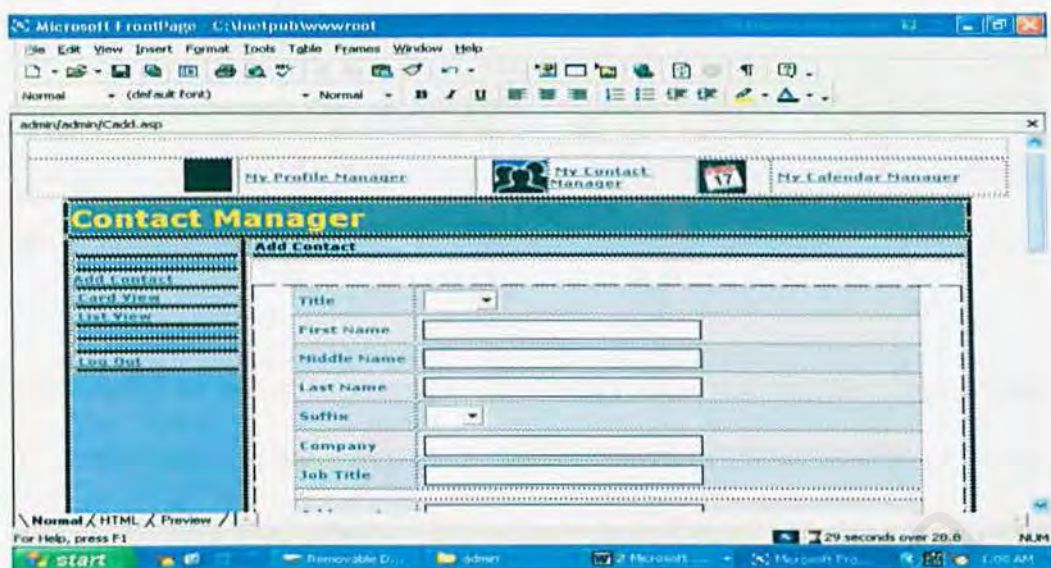 Microsoft FrontPage - C:\Inetpub\wwwroot
File Edit View Insert Format Tools Table Frames Window Help
Normal (default font) Normal B I U
admin/admin/Cadd.asp
My Profile Manager My Contact Manager 17 My Calendar Manager
Contact Manager
Add Contact
Add Contact
Card View
List View
Log Out
Title
First Name
Middle Name
Last Name
Suffix
Company
Job Title
Normal HTML Preview
For Help, press F1 29 seconds over 28.8 NUM
start Removable D... admin 2 Microsoft ... Microsoft Fro... 1:00 AM